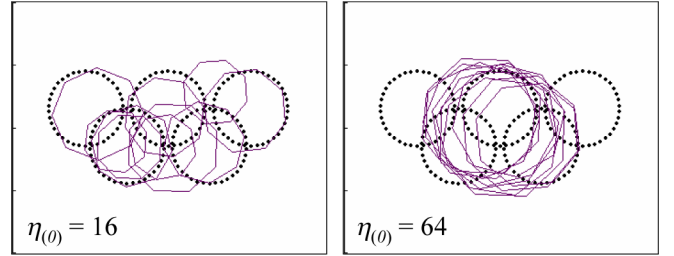 η(0) = 16
η(0) = 64